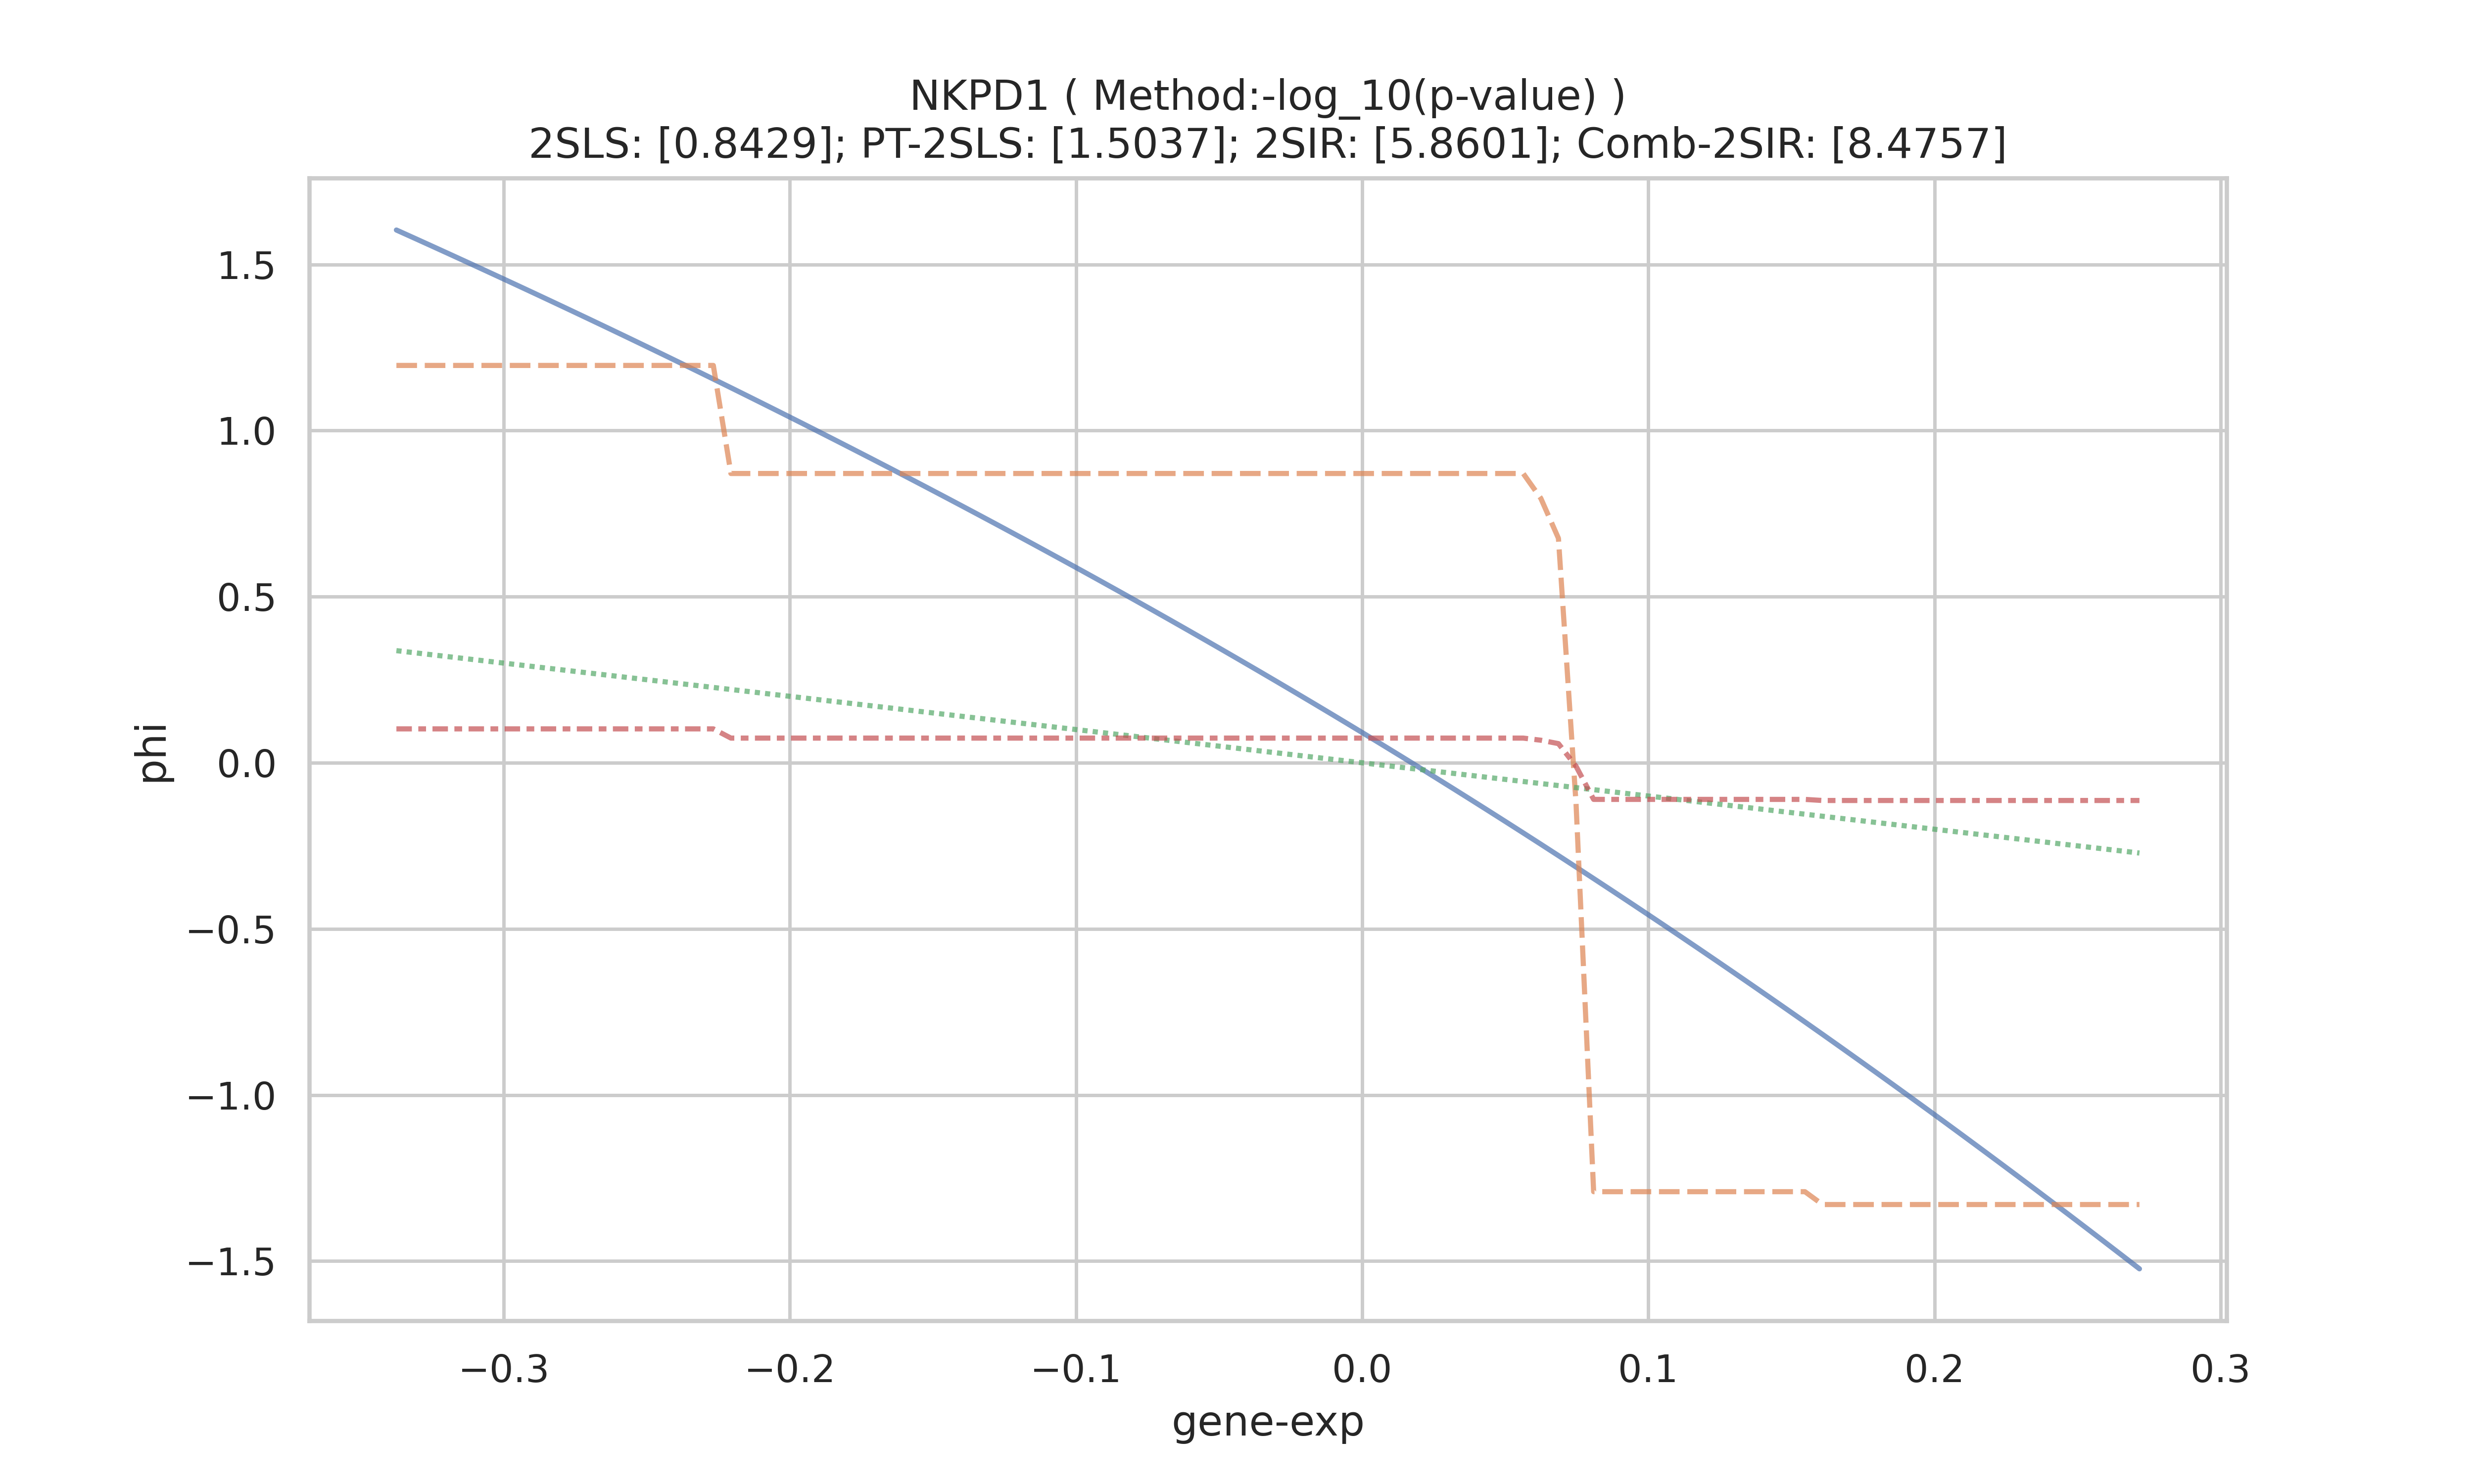 NKPD1 ( Method:-log_10(p-value) )
2SLS: [0.8429]; PT-2SLS: [1.5037]; 2SIR: [5.8601]; Comb-2SIR: [8.4757]
1.5
1.0
0.5
0.0
−0.5
−1.0
−1.5
phi
−0.3 −0.2 −0.1 0.0 0.1 0.2 0.3
gene-exp